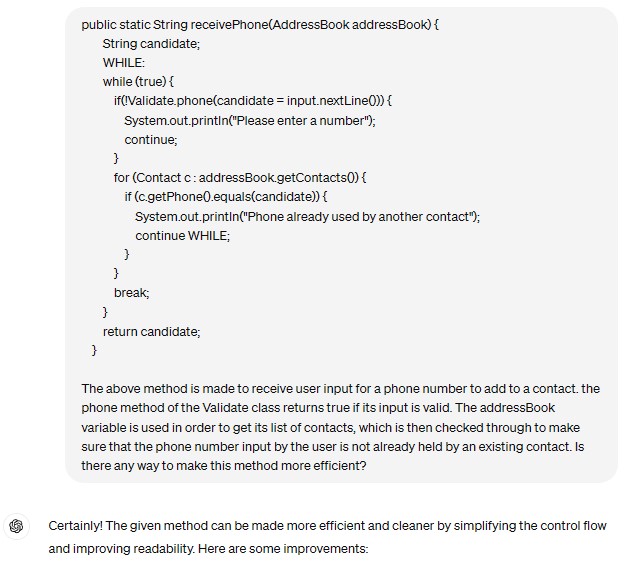 public static String receivePhone(AddressBook addressBook) {
String candidate;
WHILE:
while (true) {
if(!Validate.phone(candidate = input.nextLine())) {
System.out.println("Please enter a number");
continue;
}
for (Contact c : addressBook.getContacts()) {
if (c.getPhone().equals(candidate)) {
System.out.println("Phone already used by another contact");
continue WHILE;
}
}
break;
}
return candidate;
}
The above method is made to receive user input for a phone number to add to a contact. the
phone method of the Validate class returns true if its input is valid. The addressBook
variable is used in order to get its list of contacts, which is then checked through to make
sure that the phone number input by the user is not already held by an existing contact. Is
there any way to make this method more efficient?
Certainly! The given method can be made more efficient and cleaner by simplifying the control flow
and improving readability. Here are some improvements: